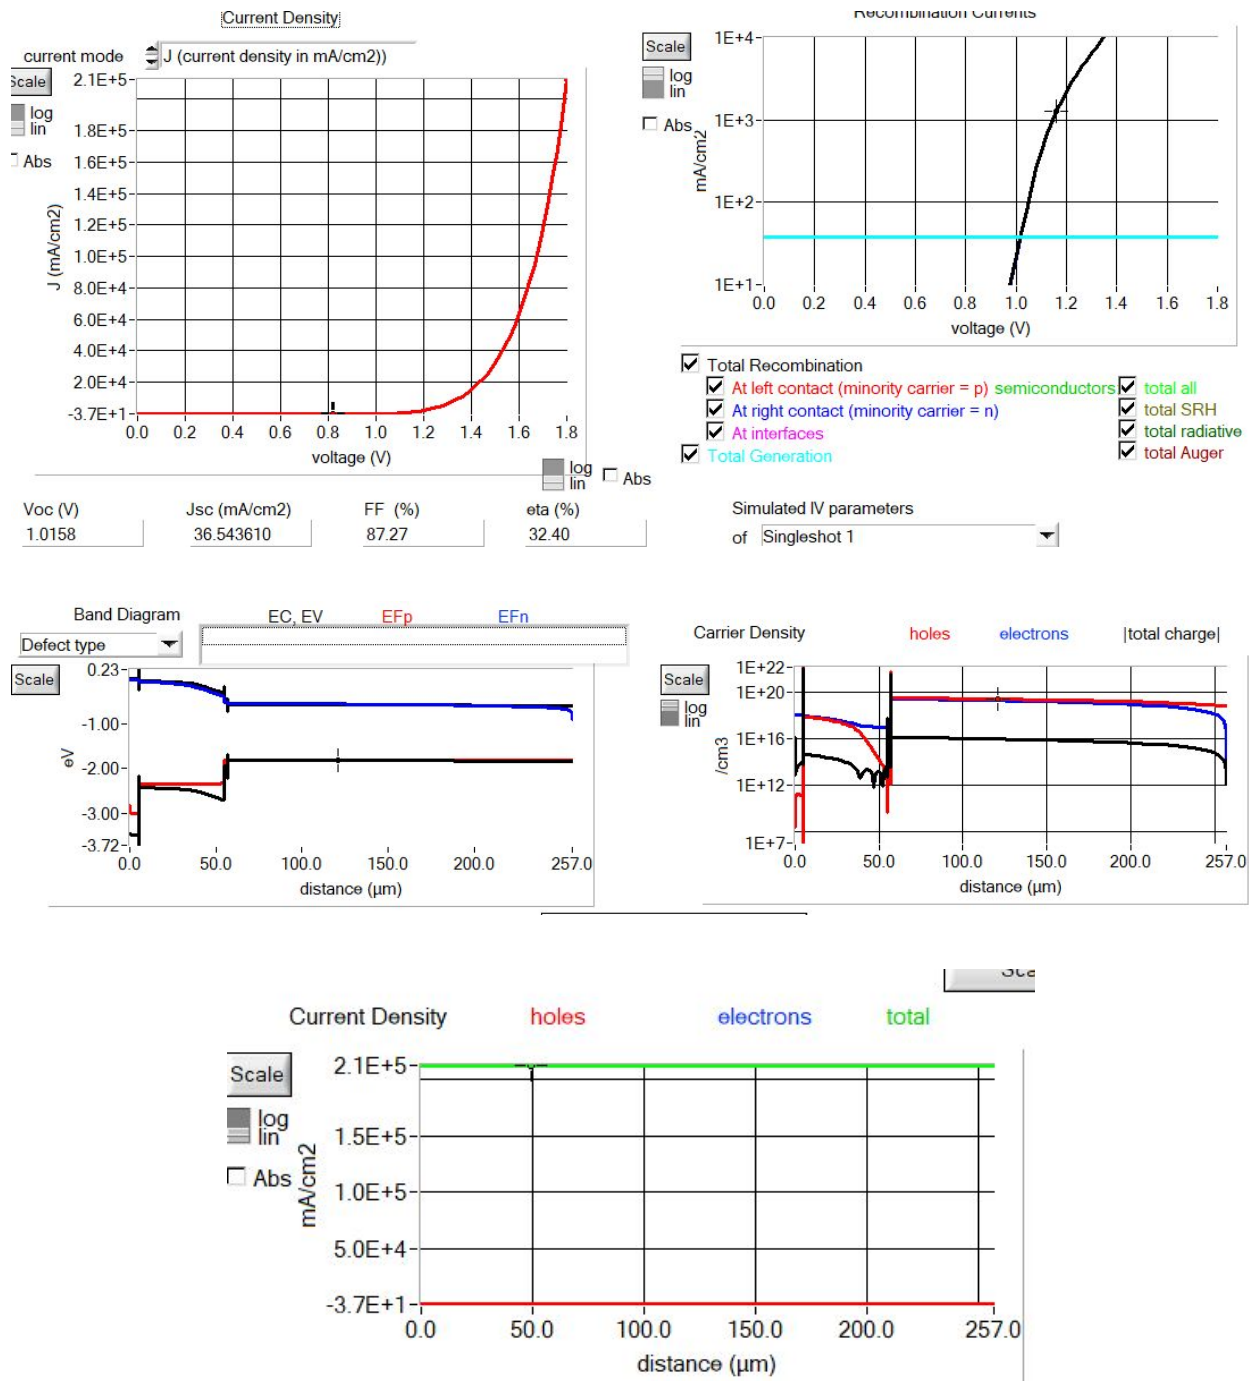 Current Density
current mode J (current density in mA/cm2))
Scale
log
lin
Abs
J (mA/cm2)
2.1E+5
1.8E+5
1.6E+5
1.4E+5
1.2E+5
1.0E+5
8.0E+4
6.0E+4
4.0E+4
2.0E+4
-3.7E+1
0.0 0.2 0.4 0.6 0.8 1.0 1.2 1.4 1.6 1.8
voltage (V)
log
lin
Abs
Recombination Currents
Scale
log
lin
Abs
mA/cm2
1E+4
1E+3
1E+2
1E+1
0.0 0.2 0.4 0.6 0.8 1.0 1.2 1.4 1.6 1.8
voltage (V)
Total Recombination
At left contact (minority carrier = p) semiconductors total all
At right contact (minority carrier = n) total SRH
At interfaces total radiative
Total Generation total Auger
Voc (V) Jsc (mA/cm2) FF (%) eta (%)
1.0158 36.543610 87.27 32.40
Simulated IV parameters
of Singleshot 1
Band Diagram EC, EV EFp EFn
Defect type
Scale
eV
0.23
-1.00
-2.00
-3.00
-3.72
0.0 50.0 100.0 150.0 200.0 257.0
distance (µm)
Carrier Density holes electrons |total charge|
Scale
log
lin
/cm3
1E+22
1E+20
1E+16
1E+12
1E+7
0.0 50.0 100.0 150.0 200.0 257.0
distance (µm)
Current Density holes electrons total
Scale
log
lin
Abs
mA/cm2
2.1E+5
1.5E+5
1.0E+5
5.0E+4
-3.7E+1
0.0 50.0 100.0 150.0 200.0 257.0
distance (µm)